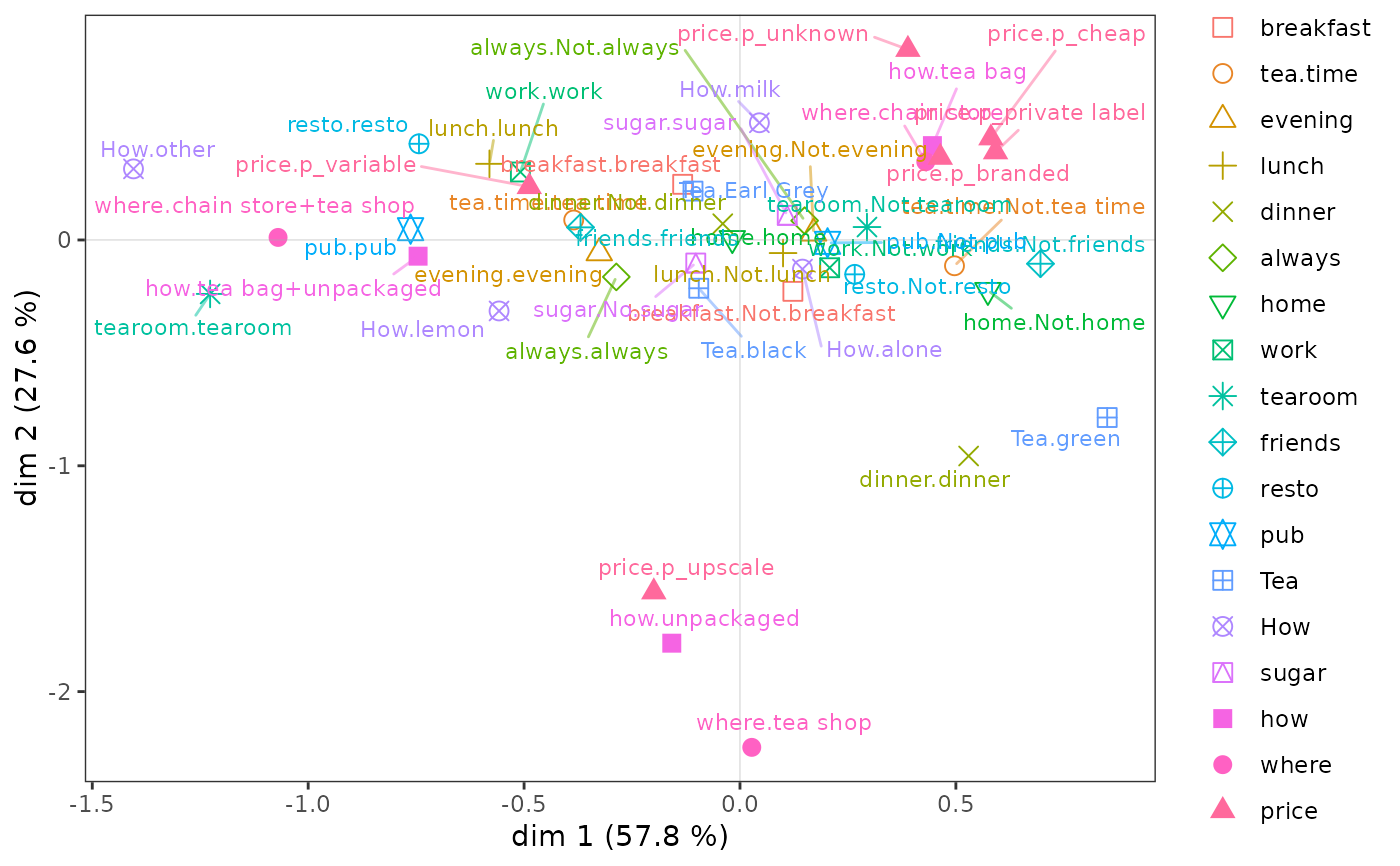 price.p_unknown
price.p_cheap
always.Not.always
how.tea bag
work.work
How.milk
where.chain store
price.p_private label
sugar.sugar
resto.resto
lunch.lunch
How.other
evening.Not.evening
price.p_variable
breakfast.breakfast
price.p_branded
Tea.Earl Grey
where.chain store+tea shop
tea.time.tea time
dinner.Not.dinner
tearoom.Not.tearoom
tea.time.Not.tea time
friends.friends
home.home
pub.pub
work.Not.work
pub.Not.pub
friends.Not.friends
evening.evening
lunch.Not.lunch
how.tea bag+unpackaged
resto.Not.resto
sugar.No.sugar
breakfast.Not.breakfast
home.Not.home
tearoom.tearoom
How.lemon
always.always
Tea.black
How.alone
Tea.green
dinner.dinner
price.p_upscale
how.unpackaged
where.tea shop
0
-1
-2
dim 2 (27.6 %)
-1.5
-1.0
-0.5
0.0
0.5
dim 1 (57.8 %)
breakfast
tea.time
evening
lunch
dinner
always
home
work
tearoom
friends
resto
pub
Tea
How
sugar
how
where
price